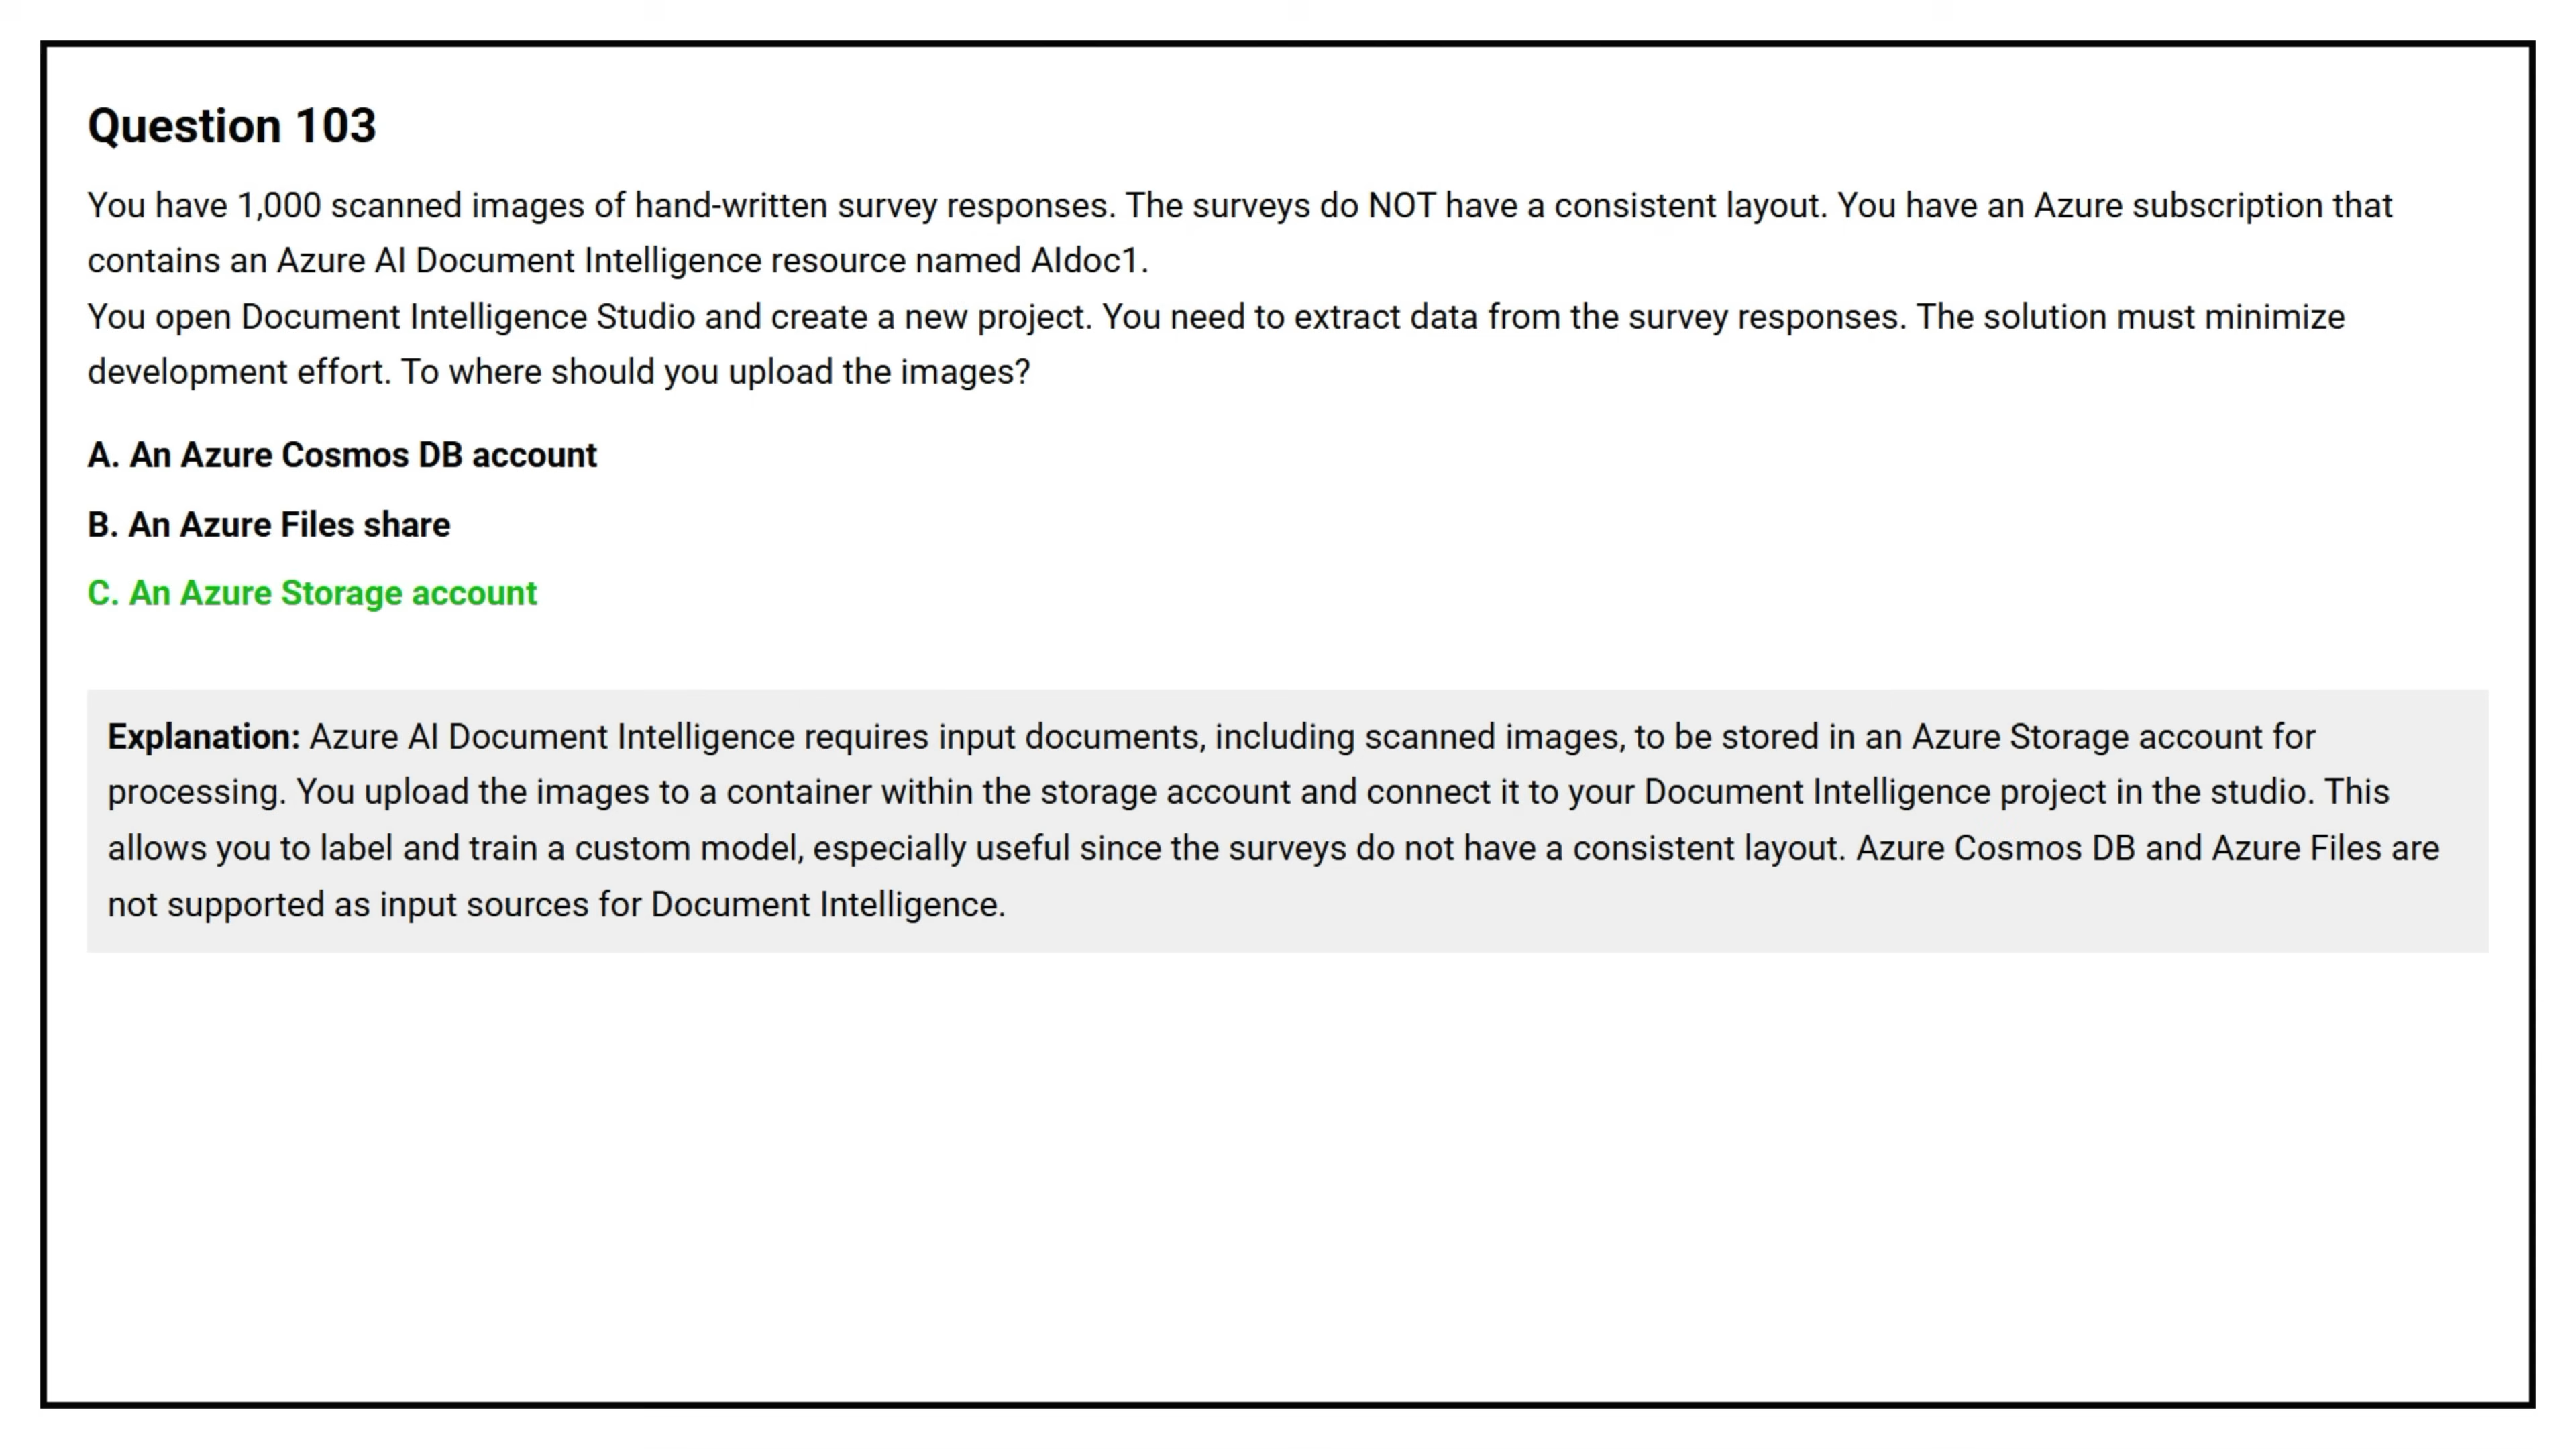 Question 103
You have 1,000 scanned images of hand-written survey responses. The surveys do NOT have a consistent layout. You have an Azure subscription that
contains an Azure AI Document Intelligence resource named AIdoc1.
You open Document Intelligence Studio and create a new project. You need to extract data from the survey responses. The solution must minimize
development effort. To where should you upload the images?
A. An Azure Cosmos DB account
B. An Azure Files share
C. An Azure Storage account
Explanation: Azure AI Document Intelligence requires input documents, including scanned images, to be stored in an Azure Storage account for
processing. You upload the images to a container within the storage account and connect it to your Document Intelligence project in the studio. This
allows you to label and train a custom model, especially useful since the surveys do not have a consistent layout. Azure Cosmos DB and Azure Files are
not supported as input sources for Document Intelligence.